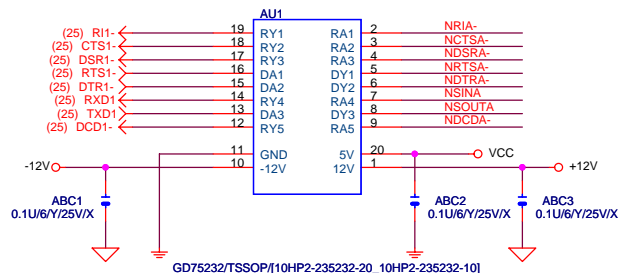 AU1
(25) RI1- 19 RY1 RA1 2 NRIA-
(25) CTS1- 18 RY2 RA2 3 NCTSA-
(25) DSR1- 17 RY3 RA3 4 NDSRA-
(25) RTS1- 16 DA1 DY1 5 NRTSA-
(25) DTR1- 15 DA2 DY2 6 NDTRA-
(25) RXD1 14 RY4 RA4 7 NSINA
(25) TXD1 13 DA3 DY3 8 NSOUTA
(25) DCD1- 12 RY5 RA5 9 NDCDA-
11 GND 5V 20 VCC
-12V 10 -12V 12V 1 +12V
ABC1 ABC2 ABC3
0.1U/6/Y/25V/X 0.1U/6/Y/25V/X 0.1U/6/Y/25V/X
GD75232/TSSOP/[10HP2-235232-20_10HP2-235232-10]